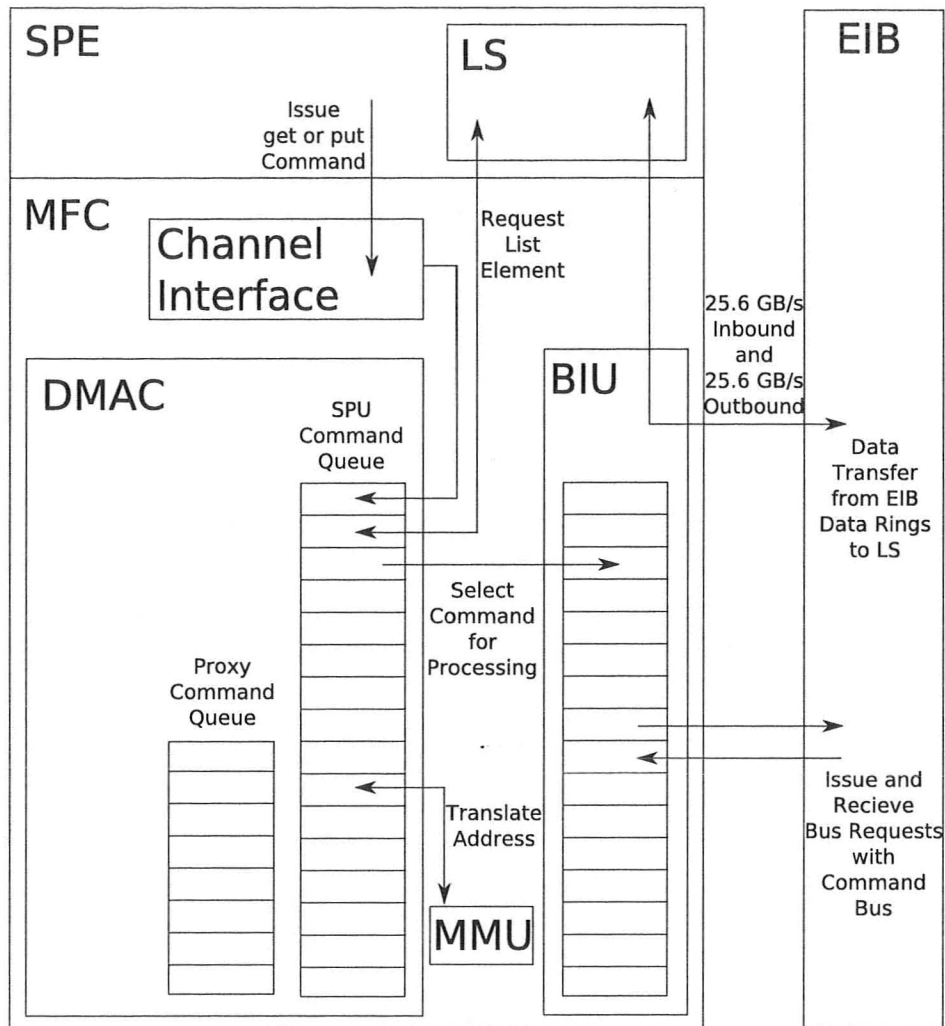 SPE
LS
EIB
Issue
get or put
Command
MFC
Channel
Interface
Request
List
Element
25.6 GB/s
Inbound
and
25.6 GB/s
Outbound
DMAC
SPU
Command
Queue
BIU
Data
Transfer
from EIB
Data Rings
to LS
Select
Command
for
Processing
Proxy
Command
Queue
Translate
Address
MMU
Issue and
Recieve
Bus Requests
with
Command
Bus